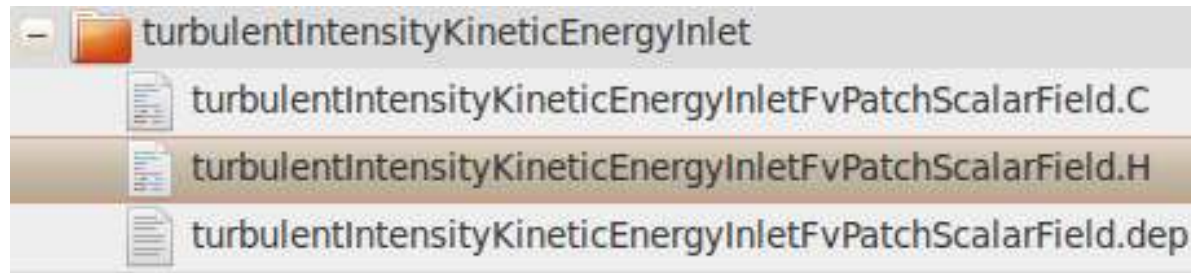 turbulentIntensityKineticEnergyInlet
turbulentIntensityKineticEnergyInletFvPatchScalarField.C
turbulentIntensityKineticEnergyInletFvPatchScalarField.H
turbulentIntensityKineticEnergyInletFvPatchScalarField.dep